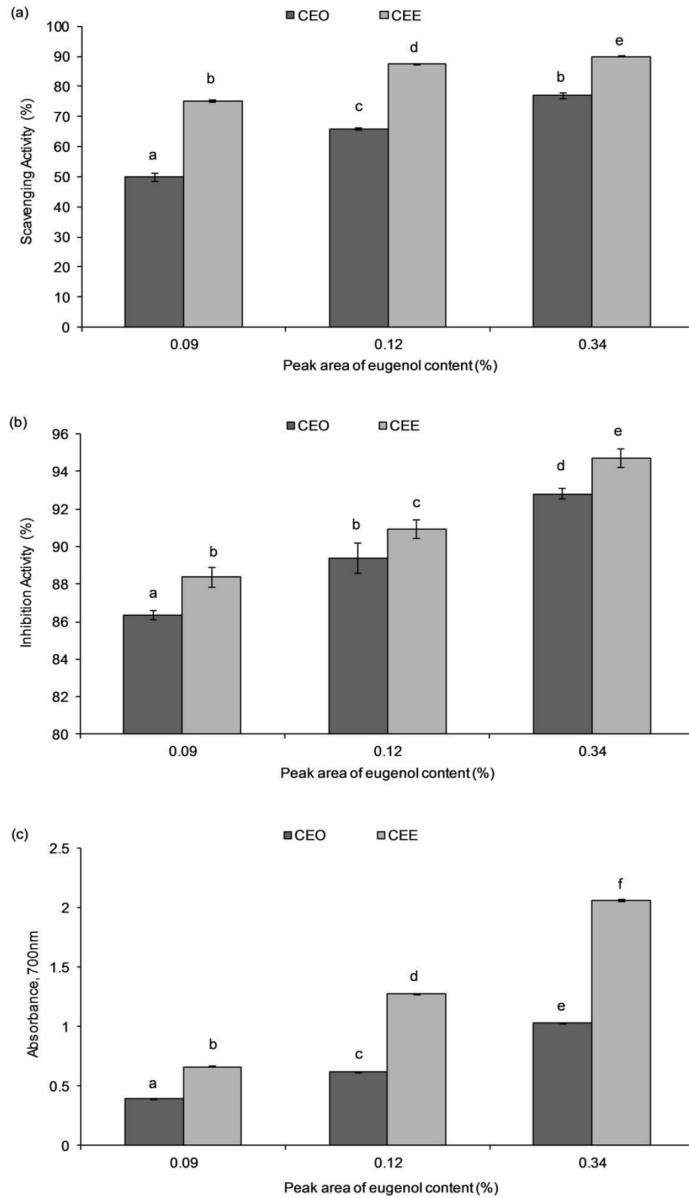 (a)
CEO CEE
100
90
80
70
60
50
40
30
20
10
0
Scavenging Activity (%)
a b c d b e
0.09 0.12 0.34
Peak area of eugenol content (%)
(b)
CEO CEE
96
94
92
90
88
86
84
82
80
Inhibition Activity (%)
a b b c d e
0.09 0.12 0.34
Peak area of eugenol content (%)
(c)
CEO CEE
2.5
2
1.5
1
0.5
0
Absorbance, 700nm
a b c d e f
0.09 0.12 0.34
Peak area of eugenol content (%)